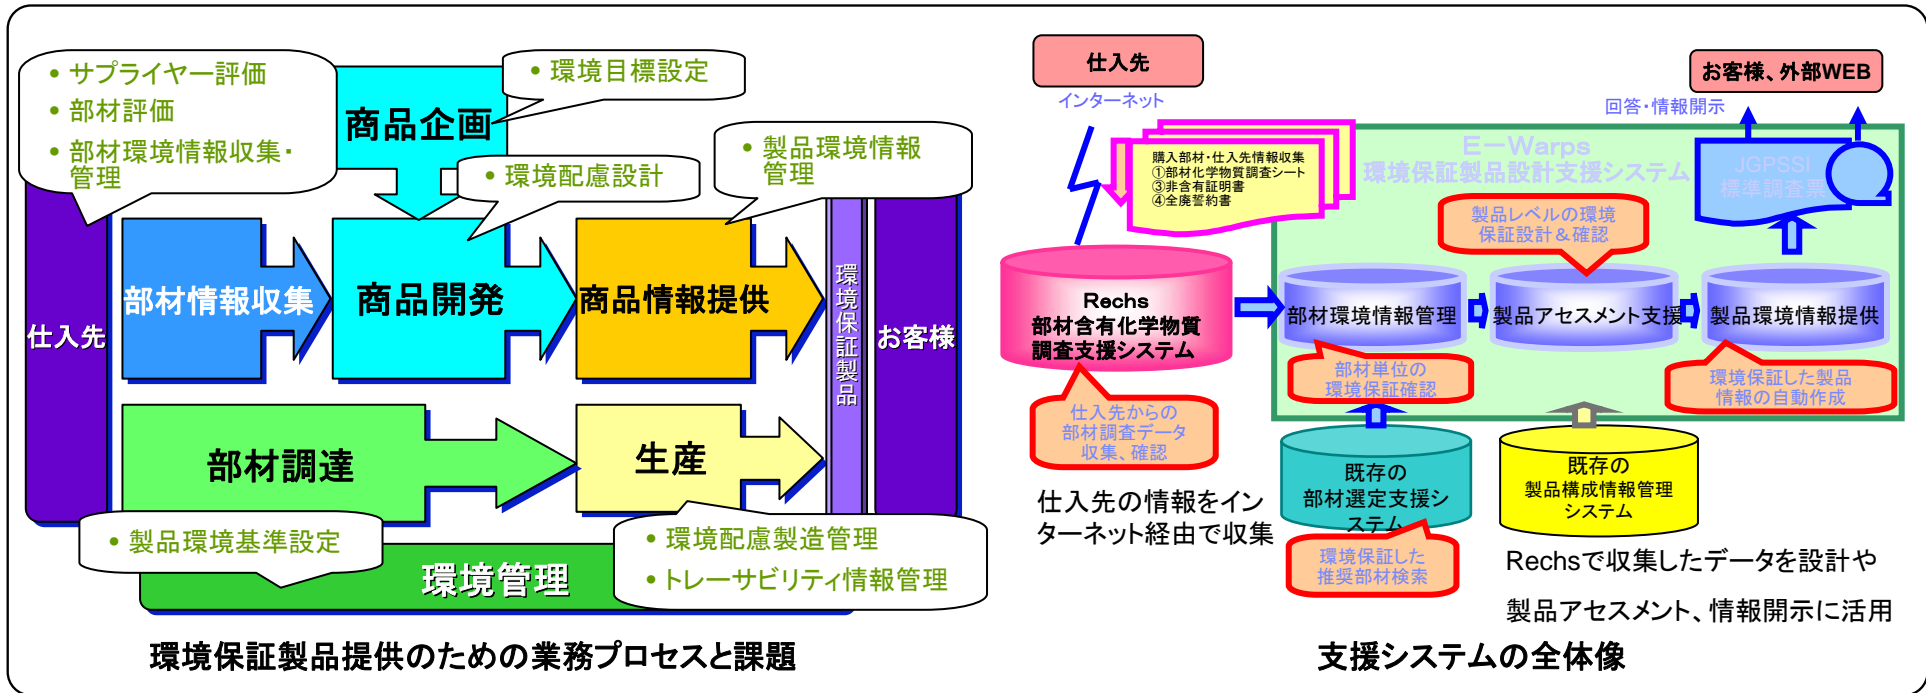 • サプライヤー評価
• 部材評価
• 部材環境情報収集・
管理
• 環境目標設定
商品企画
• 環境配慮設計
• 製品環境情報
管理
仕入先
部材情報収集
商品開発
商品情報提供
環境保証製品
お客様
部材調達
生産
• 製品環境基準設定
• 環境配慮製造管理
• トレーサビリティ情報管理
環境管理
環境保証製品提供のための業務プロセスと課題
仕入先
インターネット
お客様、外部WEB
回答・情報開示
購入部材・仕入先情報収集
①部材化学物質調査シート
③非含有証明書
④全廃誓約書
E-Warps
環境保証製品設計支援システム
JGPSSI
標準調査票
製品レベルの環境
保証設計&確認
Rechs
部材含有化学物質
調査支援システム
部材環境情報管理
製品アセスメント支援
製品環境情報提供
部材単位の
環境保証確認
環境保証した製品
情報の自動作成
仕入先からの
部材調査データ
収集、確認
既存の
部材選定支援シ
ステム
既存の
製品構成情報管理
システム
仕入先の情報をイン
ターネット経由で収集
環境保証した
推奨部材検索
Rechsで収集したデータを設計や
製品アセスメント、情報開示に活用
支援システムの全体像